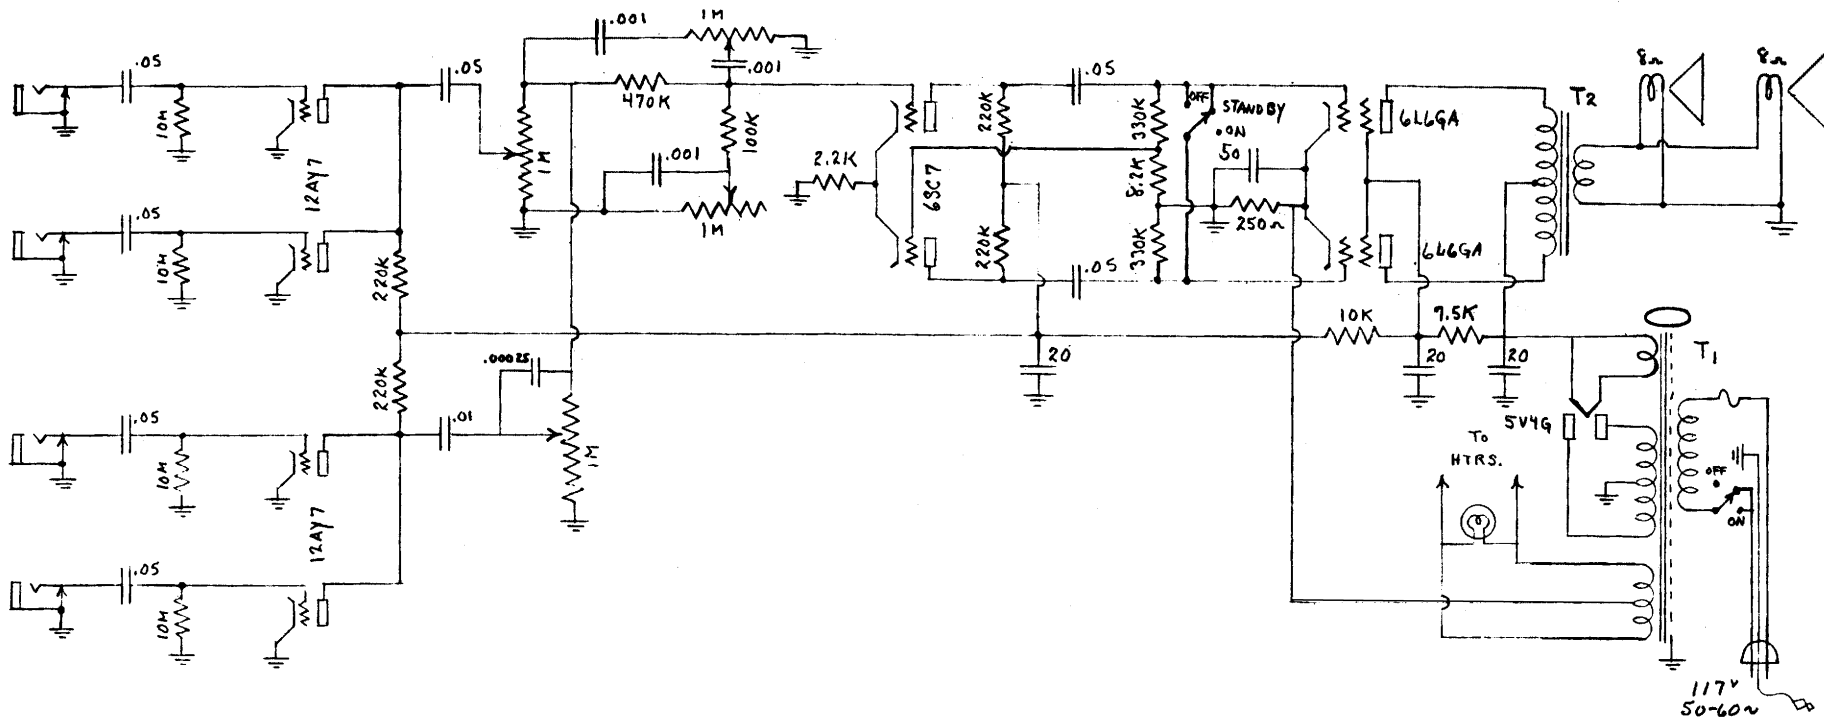 .001
1M
.05
.05
.001
470K
.05
8Ω
8Ω
T2
10M
12AY7
1M
100K
220K
330K
OFF
STANDBY
.ON
50
6L6GA
.001
2.2K
6SC7
8.2K
.05
10M
220K
1M
220K
330K
250Ω
6L6GA
.05
10K
7.5K
T1
20
20
20
.00025
220K
.05
.01
5V4G
10M
1M
TO
HTRS.
OFF
ON
12AY7
.05
10M
117V
50-60~